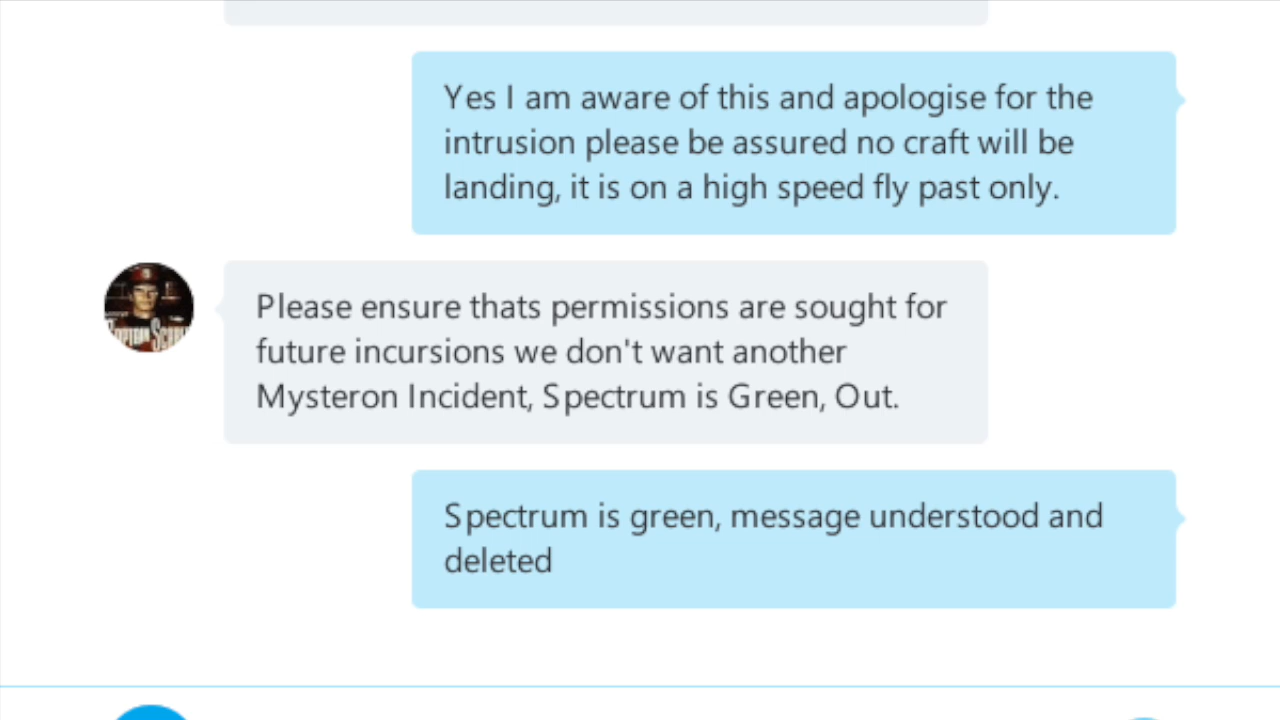 Yes I am aware of this and apologise for the
intrusion please be assured no craft will be
landing, it is on a high speed fly past only.
Please ensure thats permissions are sought for
future incursions we don't want another
Mysteron Incident, Spectrum is Green, Out.
Spectrum is green, message understood and
deleted